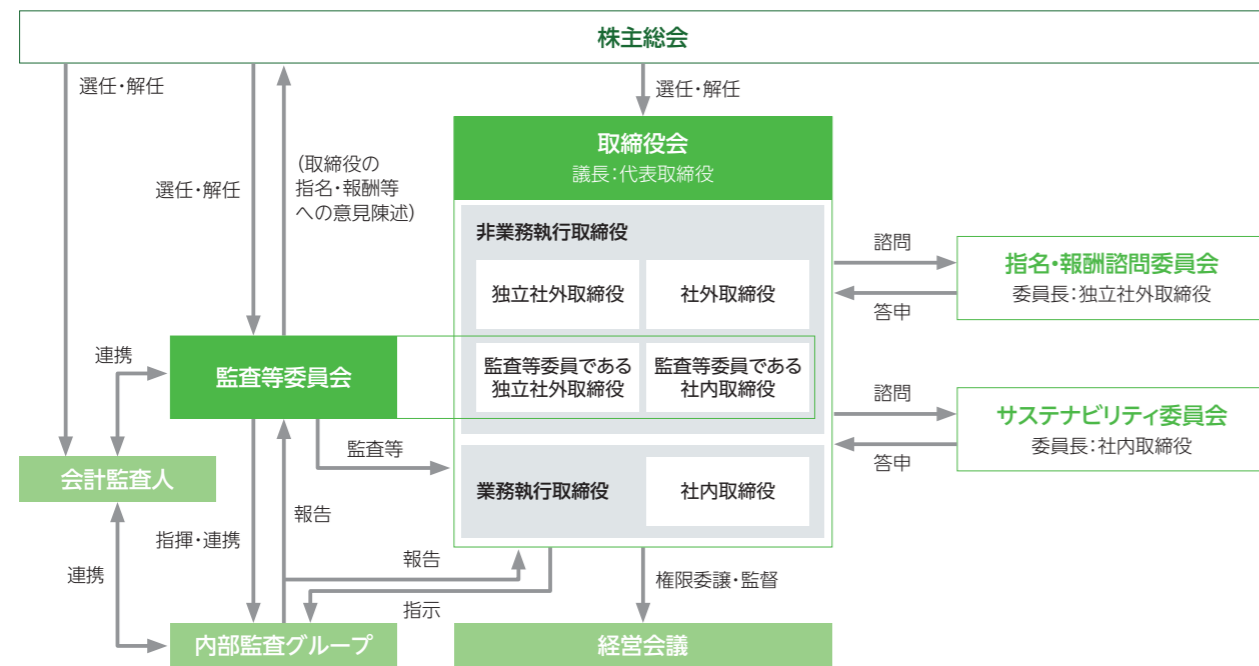 株主総会
選任・解任
選任・解任
(取締役の
指名・報酬等
への意見陳述)
選任・解任
取締役会
議長：代表取締役
非業務執行取締役
独立社外取締役
社外取締役
監査等委員である
独立社外取締役
監査等委員である
社内取締役
業務執行取締役
社内取締役
諮問
答申
指名・報酬諮問委員会
委員長：独立社外取締役
諮問
答申
サステナビリティ委員会
委員長：社内取締役
連携
監査等委員会
監査等
会計監査人
報告
指揮・連携
連携
報告
指示
権限委譲・監督
内部監査グループ
経営会議